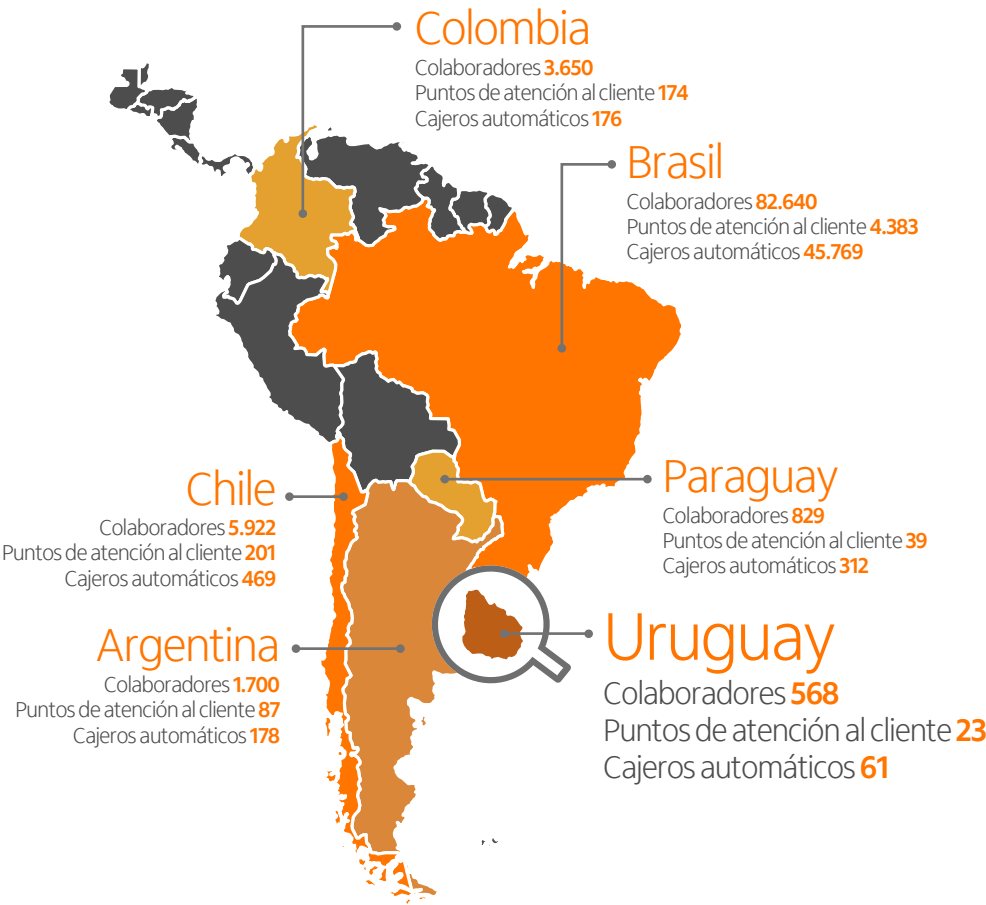 Colombia
Colaboradores 3.650
Puntos de atención al cliente 174
Cajeros automáticos 176
Brasil
Colaboradores 82.640
Puntos de atención al cliente 4.383
Cajeros automáticos 45.769
Chile
Colaboradores 5.922
Puntos de atención al cliente 201
Cajeros automáticos 469
Paraguay
Colaboradores 829
Puntos de atención al cliente 39
Cajeros automáticos 312
Argentina
Colaboradores 1.700
Puntos de atención al cliente 87
Cajeros automáticos 178
Uruguay
Colaboradores 568
Puntos de atención al cliente 23
Cajeros automáticos 61